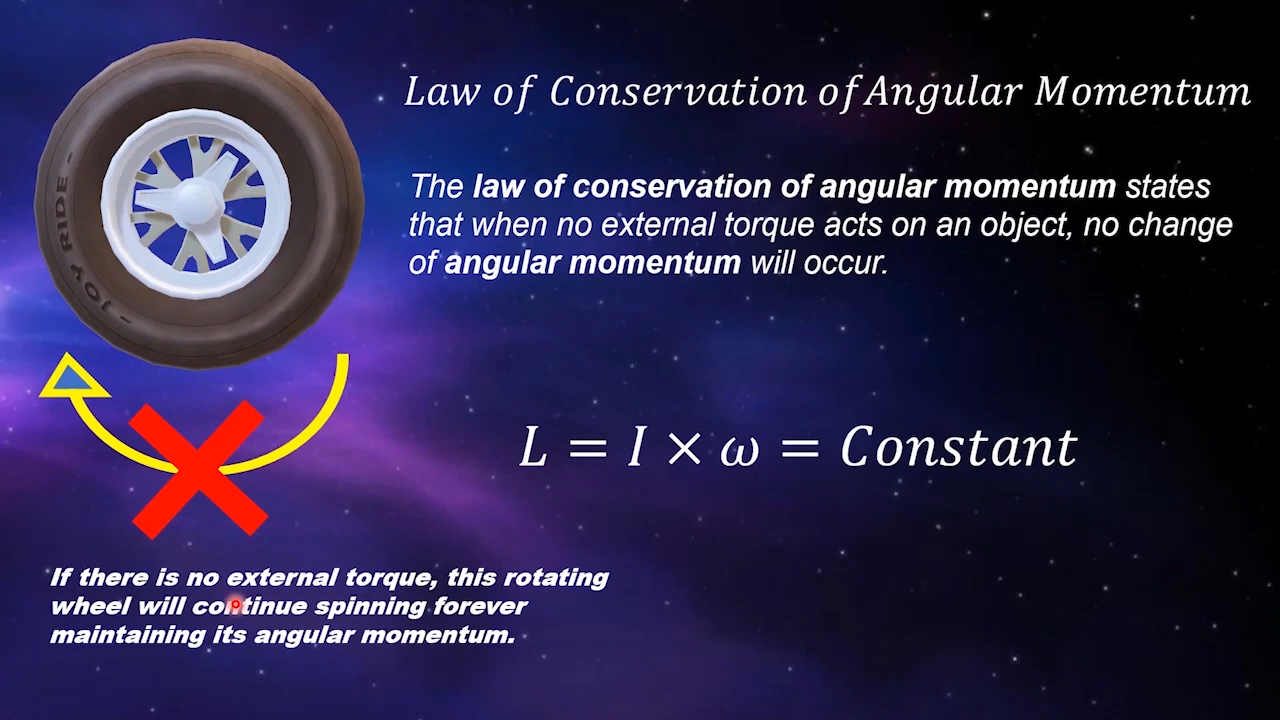 Law of Conservation of Angular Momentum
The law of conservation of angular momentum states
that when no external torque acts on an object, no change
of angular momentum will occur.
- JOY RIDE -
L = I × ω = Constant
If there is no external torque, this rotating
wheel will continue spinning forever
maintaining its angular momentum.